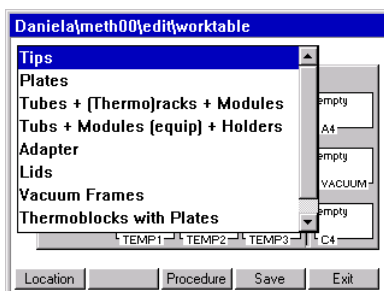 Daniela\meth00\edit\worktable
Tips
Plates
Tubes + (Thermo)racks + Modules
Tubs + Modules (equip) + Holders
Adapter
Lids
Vacuum Frames
Thermoblocks with Plates
empty
A4
empty
VACUUM
empty
TEMP1 TEMP2 TEMP3 C4
Location Procedure Save Exit